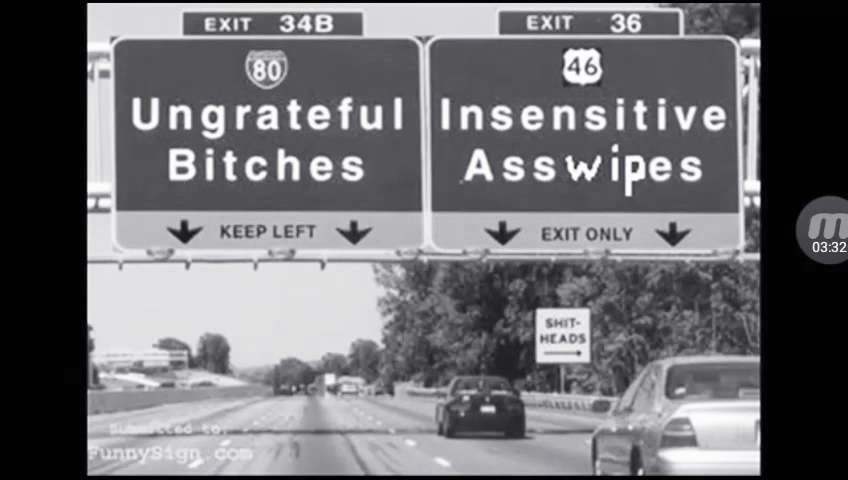 EXIT 34B
EXIT 36
80
46
Ungrateful
Bitches
Insensitive
Asswipes
KEEP LEFT
EXIT ONLY
SHIT-
HEADS
03:32
Submitted to:
FunnySign.com